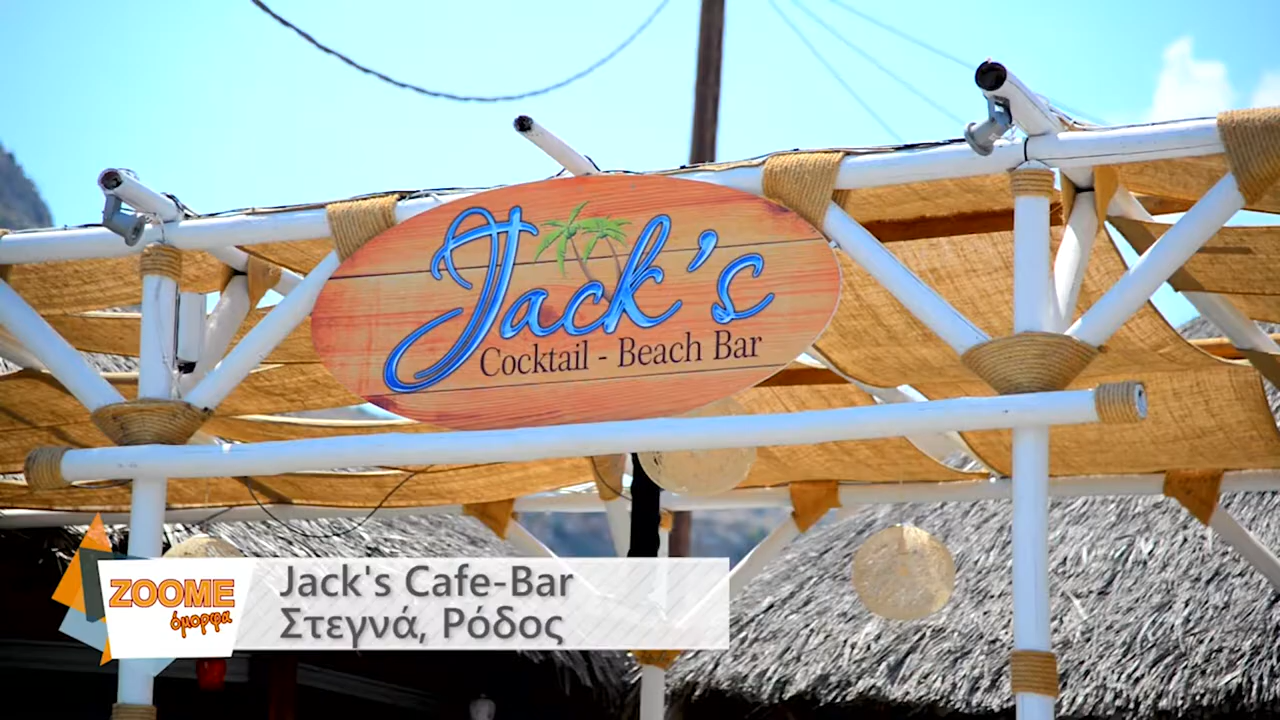 Jack's
Cocktail - Beach Bar
ZOOME
όμορφα
Jack's Cafe-Bar
Στεγνά, Ρόδος